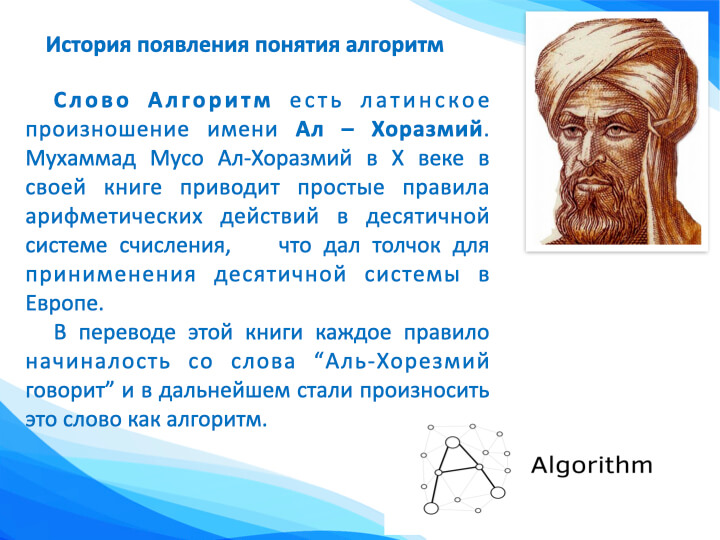 История появления понятия алгоритм
Слово Алгоритм есть латинское
произношение имени Ал – Хоразмий.
Мухаммад Мусо Ал-Хоразмий в X веке в
своей книге приводит простые правила
арифметических действий в десятичной
системе счисления, что дал толчок для
принименения десятичной системы в
Европе.
В переводе этой книги каждое правило
начиналость со слова “Аль-Хорезмий
говорит” и в дальнейшем стали произносить
это слово как алгоритм.
Algorithm